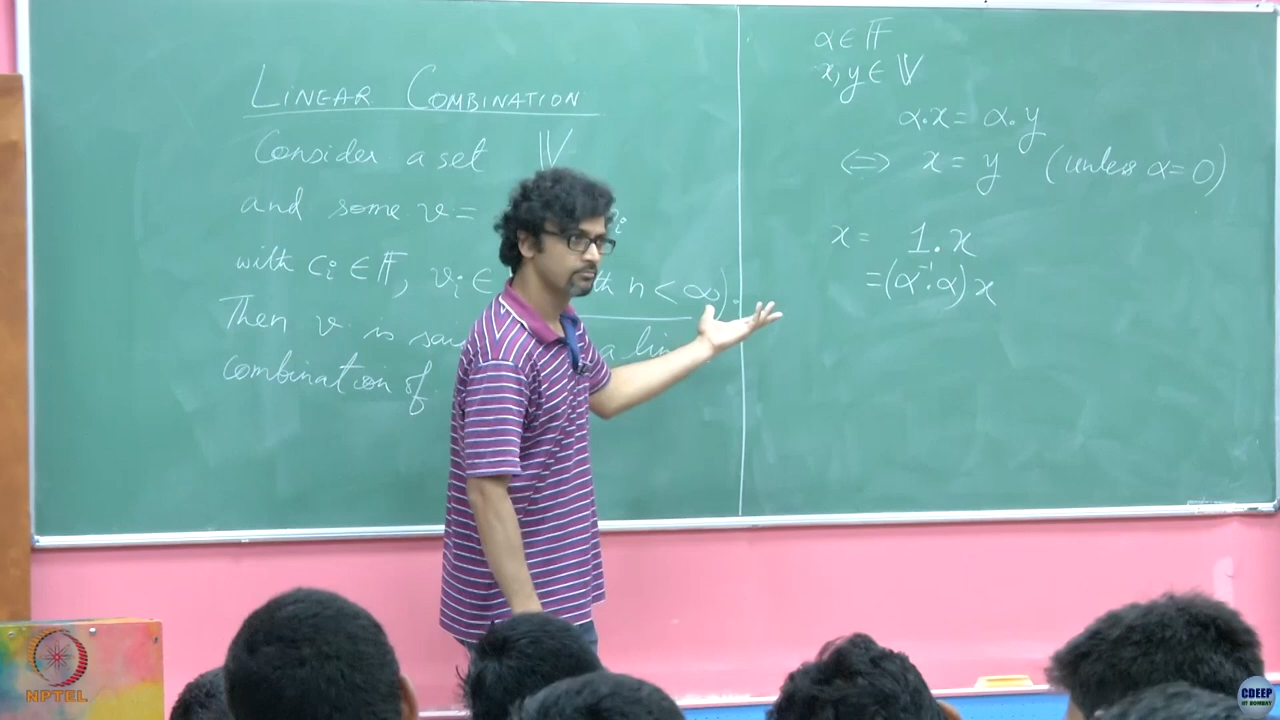 LINEAR COMBINATION
Consider a set 𝕍
and some v =
with cᵢ ∈ 𝔽, vᵢ ∈ th n < ∞).
Then v is a
combination of
α ∈ 𝔽
x, y ∈ 𝕍
α.x = α.y
⇔ x = y (unless α=0)
x = 1.x
=(α⁻¹.α)x
NPTEL
CDEEP
IIT BOMBAY